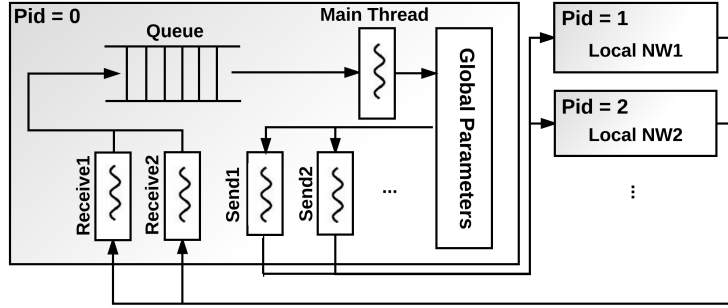 Pid = 0
Queue
Main Thread
Global Parameters
Receive1
Receive2
Send1
Send2
...
Pid = 1
Local NW1
Pid = 2
Local NW2
...